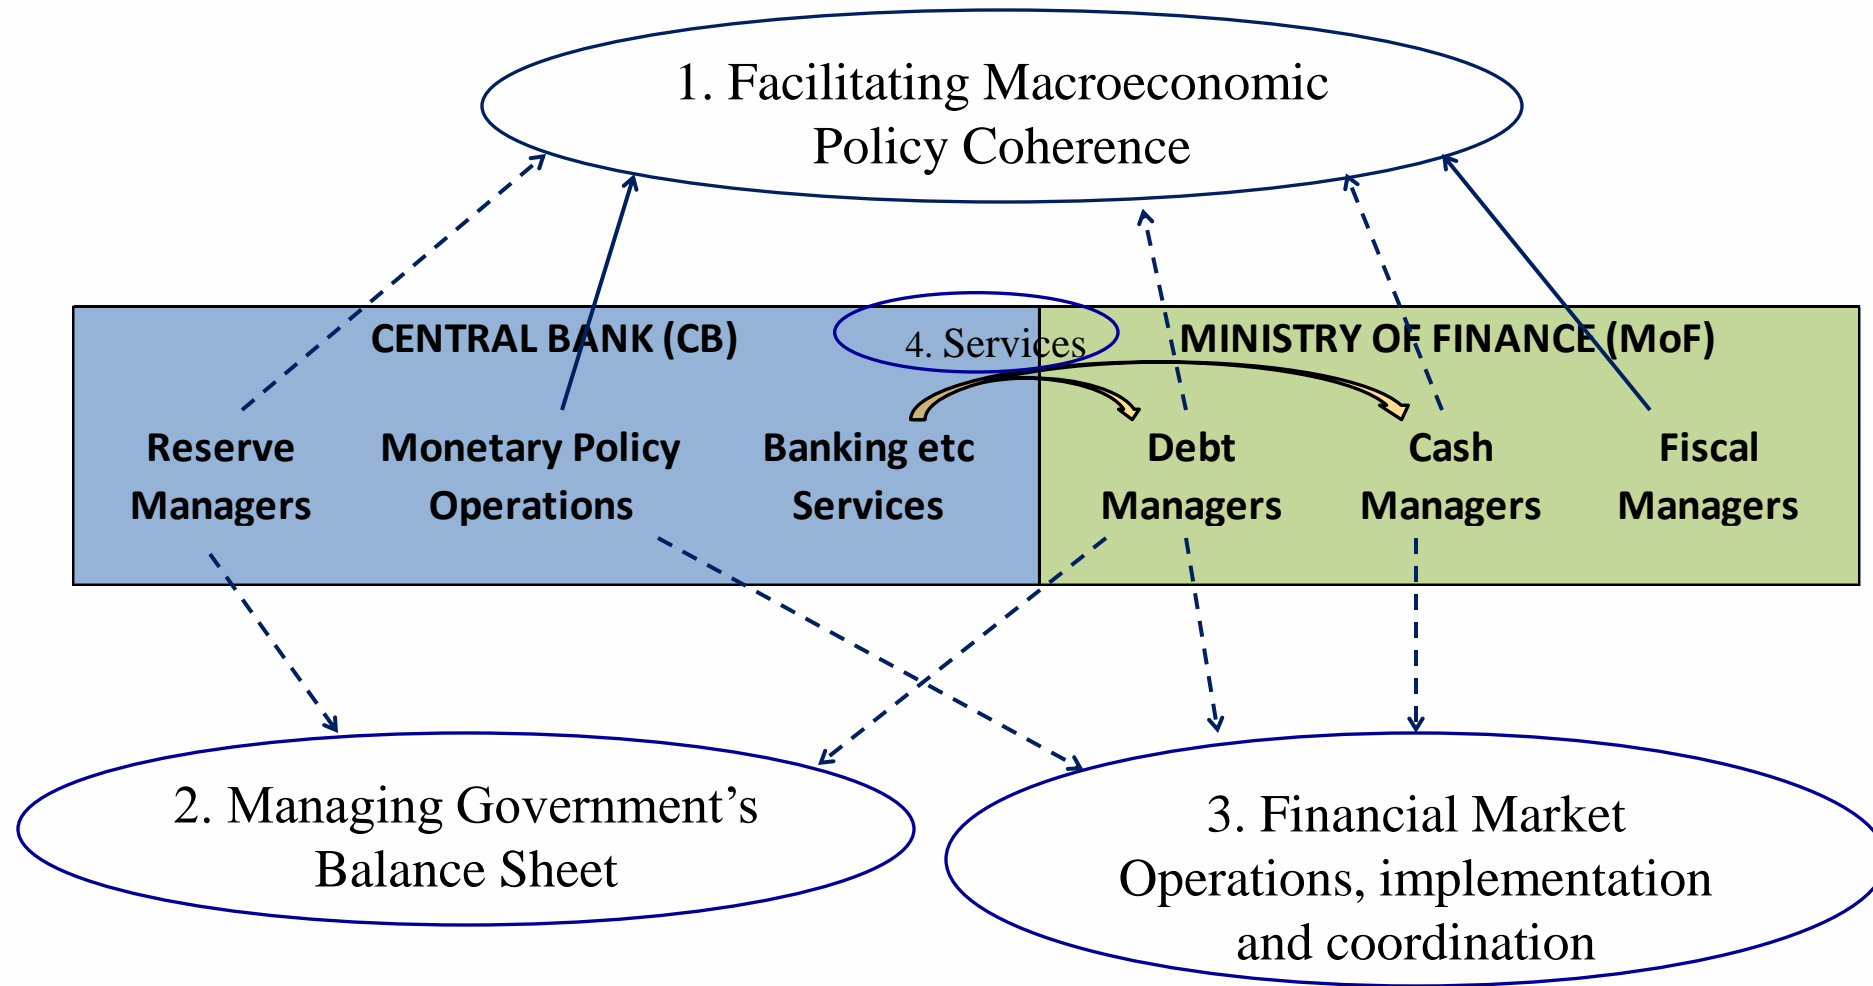 1. Facilitating Macroeconomic
Policy Coherence
CENTRAL BANK (CB)
4. Services
MINISTRY OF FINANCE (MoF)
Reserve
Managers
Monetary Policy
Operations
Banking etc
Services
Debt
Managers
Cash
Managers
Fiscal
Managers
2. Managing Government’s
Balance Sheet
3. Financial Market
Operations, implementation
and coordination